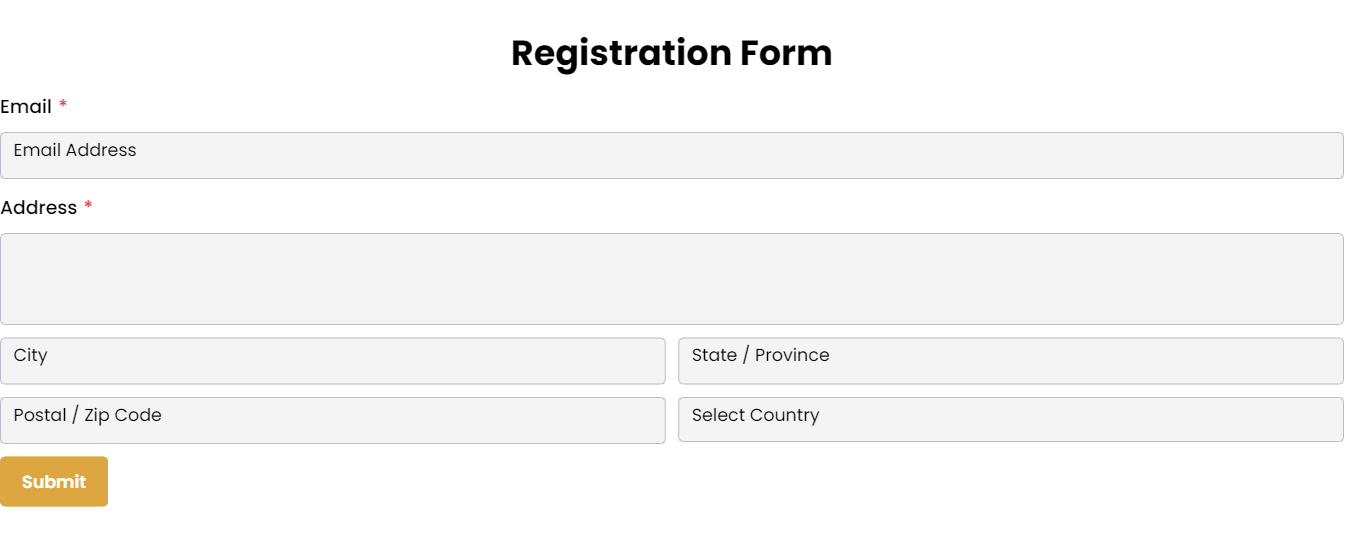 Registration Form
Email *
Email Address
Address *
City
State / Province
Postal / Zip Code
Select Country
Submit